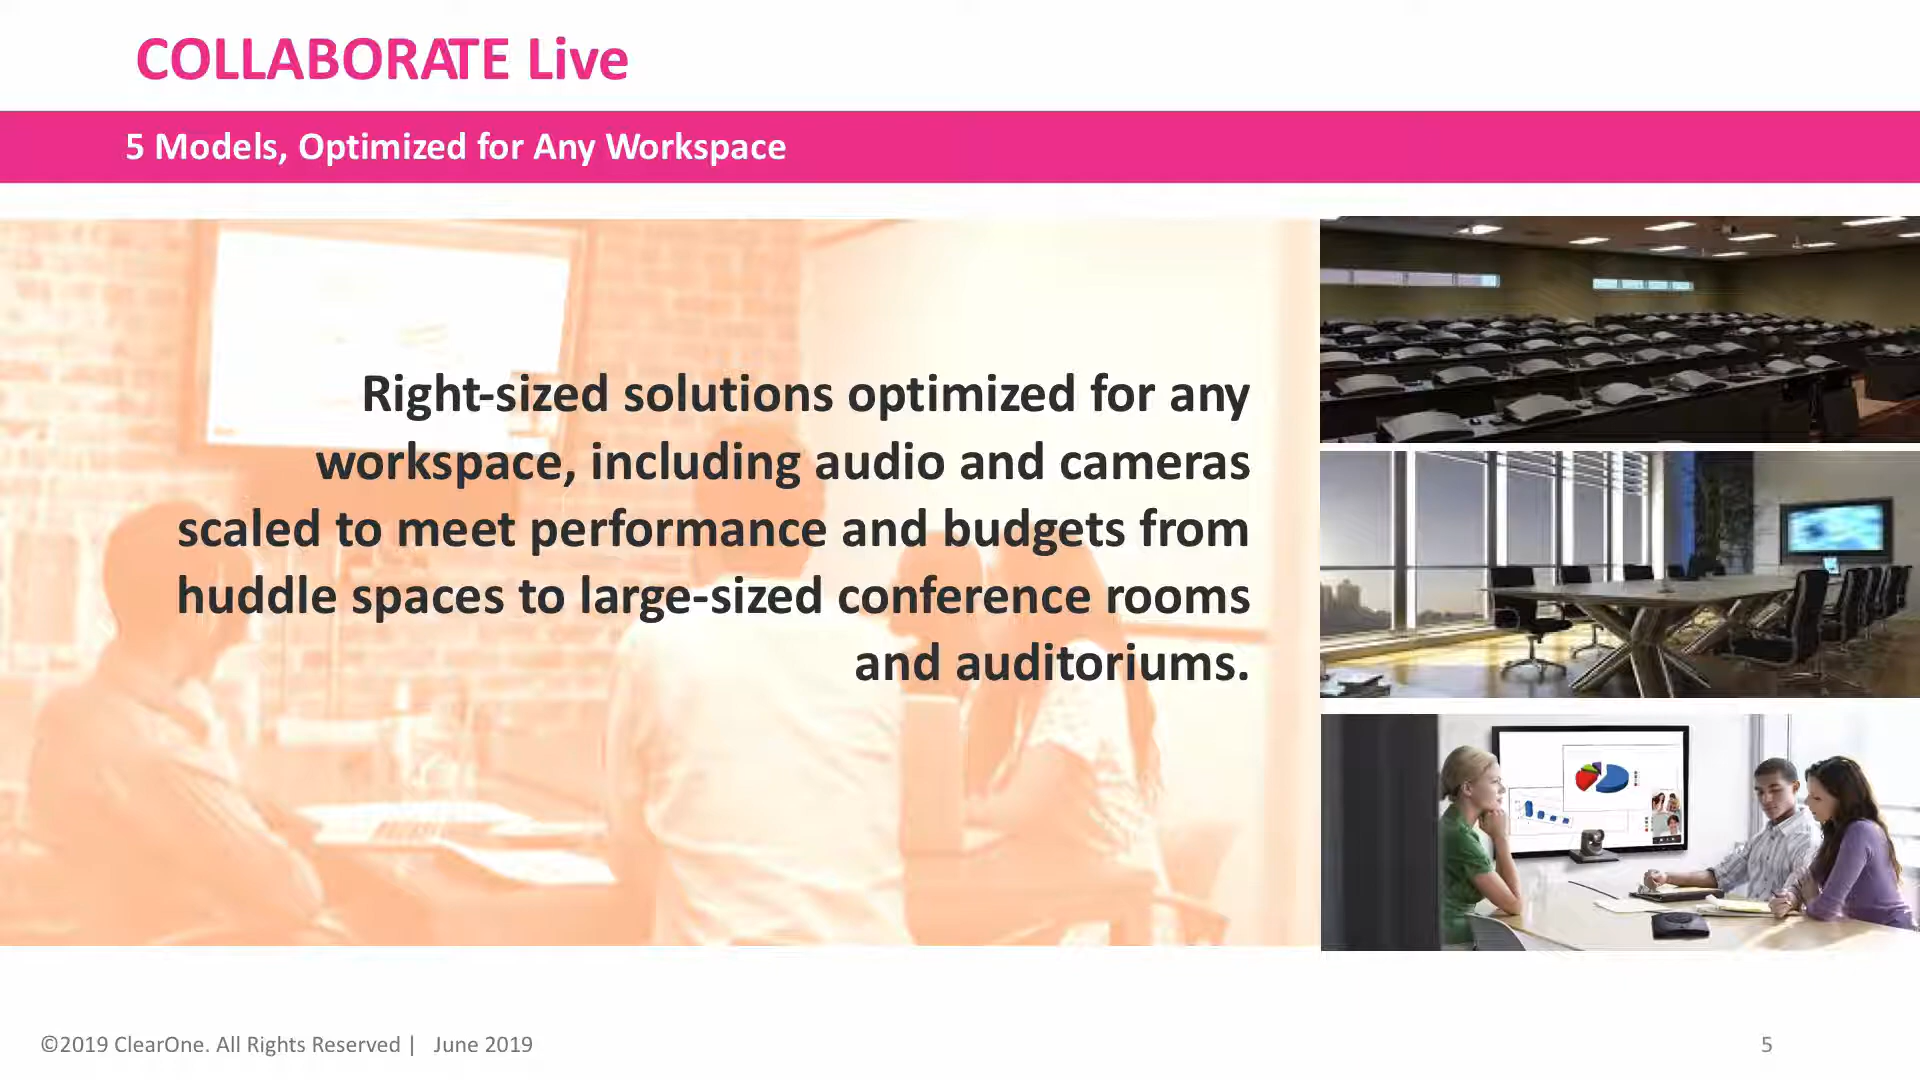 COLLABORATE Live
5 Models, Optimized for Any Workspace
Right-sized solutions optimized for any
workspace, including audio and cameras
scaled to meet performance and budgets from
huddle spaces to large-sized conference rooms
and auditoriums.
©2019 ClearOne. All Rights Reserved | June 2019
5